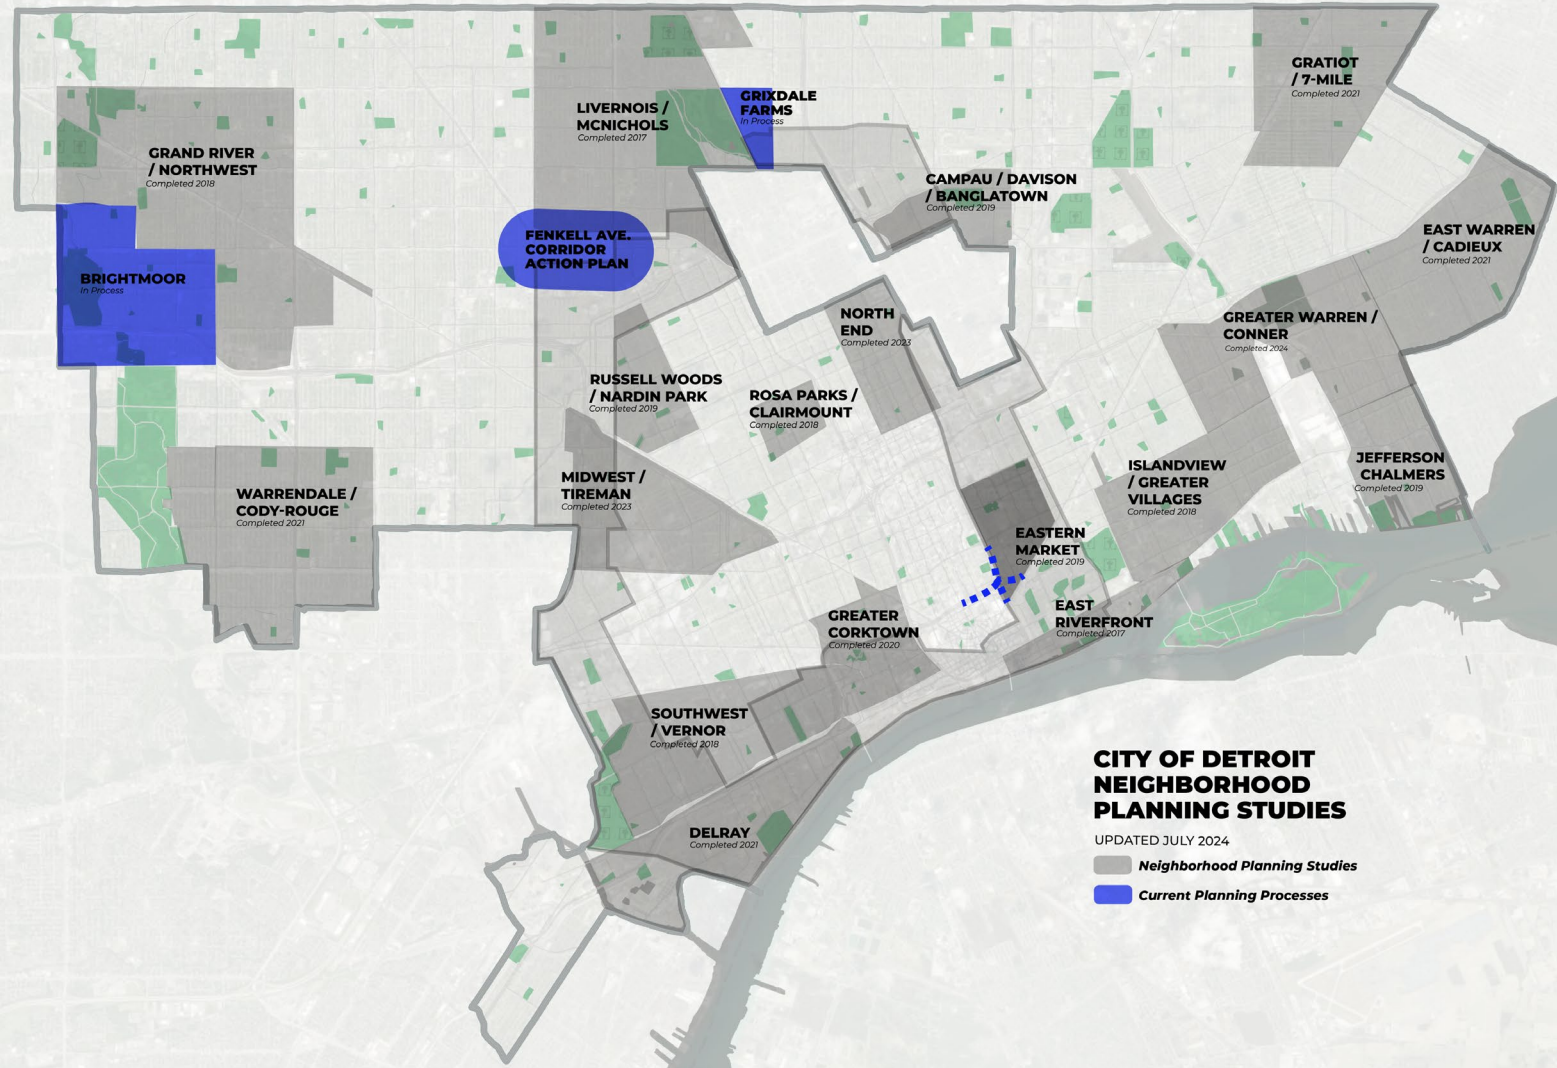 GRATIOT
/ 7-MILE
Completed 2021
GRIXDALE
FARMS
In Process
LIVERNOIS /
MCNICHOLS
Completed 2017
GRAND RIVER
/ NORTHWEST
Completed 2018
CAMPAU / DAVISON
/ BANGLATOWN
Completed 2019
EAST WARREN
/ CADIEUX
Completed 2021
FENKELL AVE.
CORRIDOR
ACTION PLAN
BRIGHTMOOR
In Process
NORTH
END
Completed 2023
GREATER WARREN /
CONNER
Completed 2024
RUSSELL WOODS
/ NARDIN PARK
Completed 2019
ROSA PARKS /
CLAIRMOUNT
Completed 2018
JEFFERSON
CHALMERS
Completed 2019
ISLANDVIEW
/ GREATER
VILLAGES
Completed 2018
MIDWEST /
TIREMAN
Completed 2023
WARRENDALE /
CODY-ROUGE
Completed 2021
EASTERN
MARKET
Completed 2019
EAST
RIVERFRONT
Completed 2017
GREATER
CORKTOWN
Completed 2020
SOUTHWEST
/ VERNOR
Completed 2018
DELRAY
Completed 2021
CITY OF DETROIT
NEIGHBORHOOD
PLANNING STUDIES
UPDATED JULY 2024
Neighborhood Planning Studies
Current Planning Processes